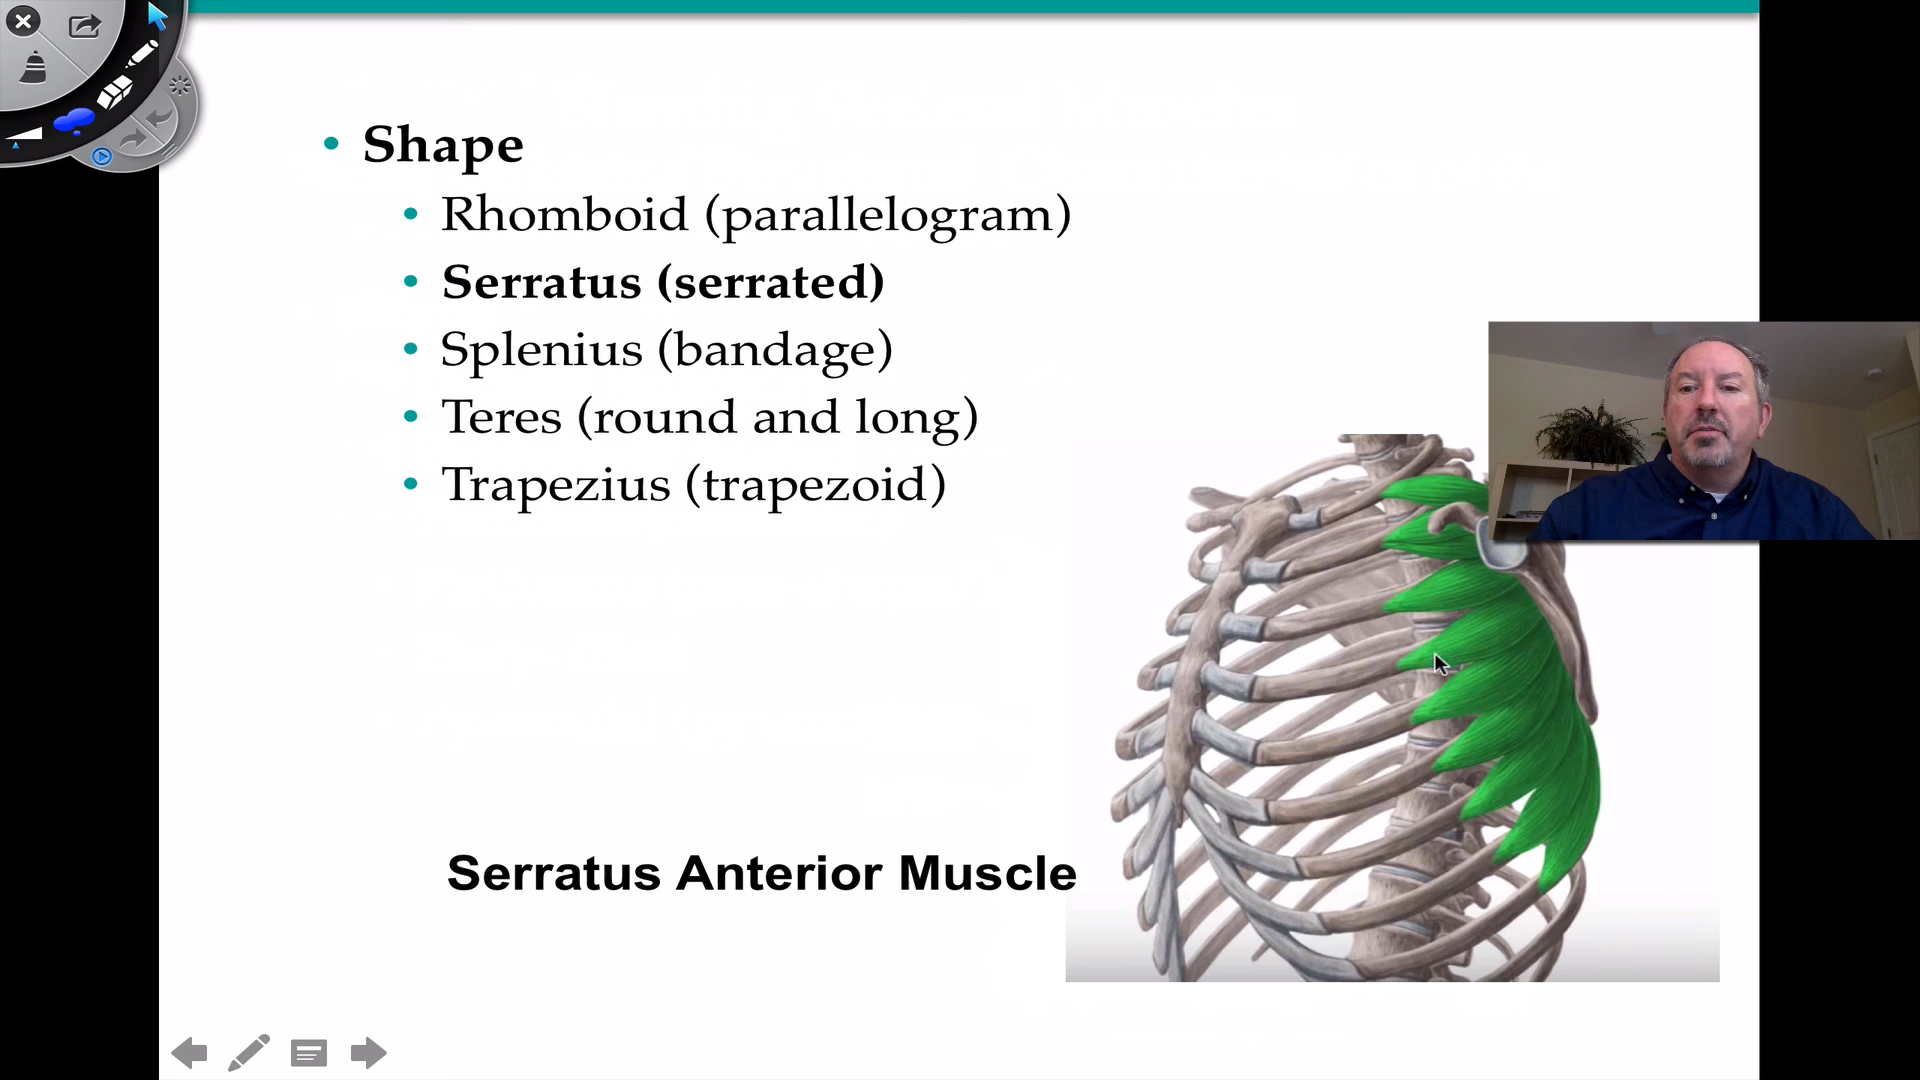 Shape
Rhomboid (parallelogram)
Serratus (serrated)
Splenius (bandage)
Teres (round and long)
Trapezius (trapezoid)
Serratus Anterior Muscle